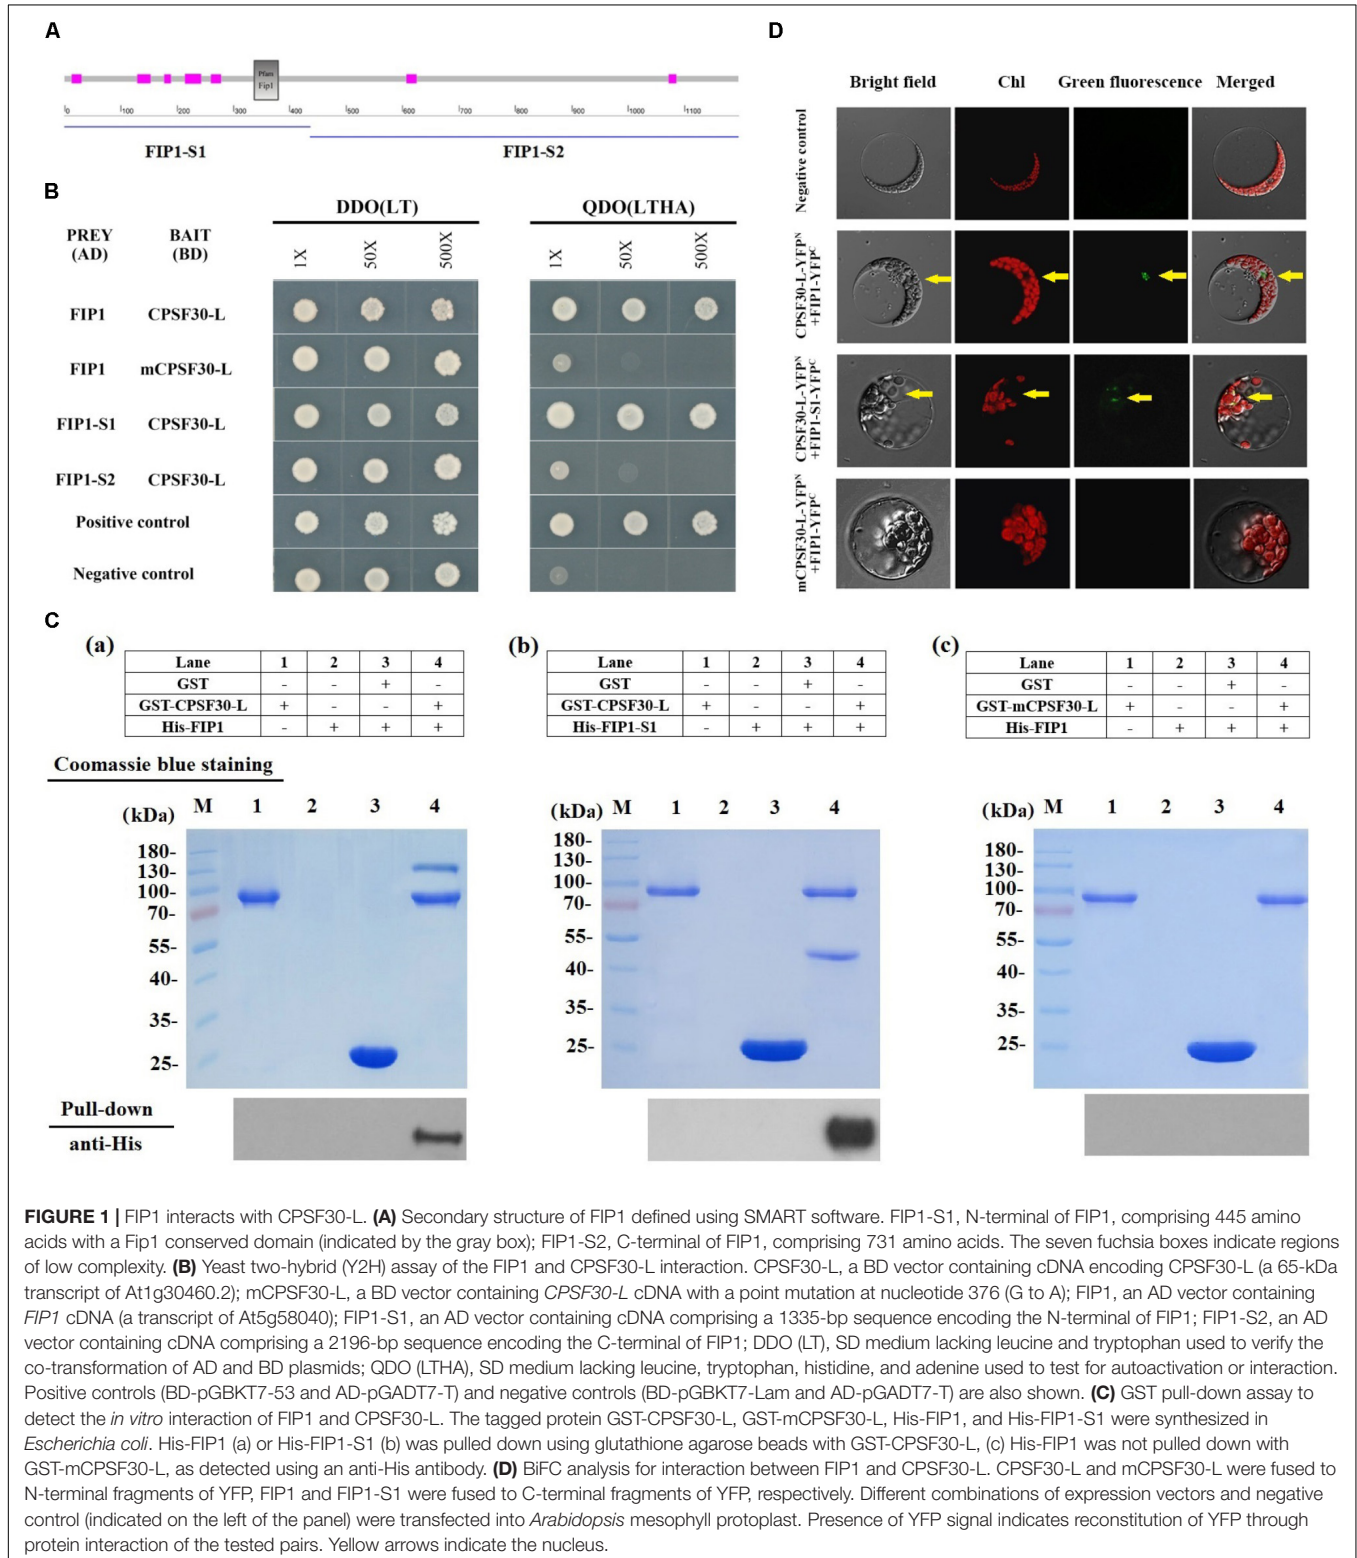 A
Pfam
Fip1
0 100 200 300 400 500 600 700 800 900 1000 1100
FIP1-S1 FIP1-S2
B
DDO(LT) QDO(LTHA)
PREY (AD) BAIT (BD) 1X 50X 500X 1X 50X 500X
FIP1 CPSF30-L
FIP1 mCPSF30-L
FIP1-S1 CPSF30-L
FIP1-S2 CPSF30-L
Positive control
Negative control
D
Bright field Chl Green fluorescence Merged
Negative control
CPSF30-L-YFPN
+FIP1-YFPC
CPSF30-L-YFPN
+FIP1-S1-YFPC
mCPSF30-L-YFPN
+FIP1-YFPC
C
(a)
Lane 1 2 3 4
GST - - + -
GST-CPSF30-L + - - +
His-FIP1 - + + +
(b)
Lane 1 2 3 4
GST - - + -
GST-CPSF30-L + - - +
His-FIP1-S1 - + + +
(c)
Lane 1 2 3 4
GST - - + -
GST-mCPSF30-L + - - +
His-FIP1 - + + +
Coomassie blue staining
(kDa) M 1 2 3 4
180-
130-
100-
70-
55-
40-
35-
25-
(kDa) M 1 2 3 4
180-
130-
100-
70-
55-
40-
35-
25-
(kDa) M 1 2 3 4
180-
130-
100-
70-
55-
40-
35-
25-
Pull-down
anti-His
FIGURE 1 | FIP1 interacts with CPSF30-L. (A) Secondary structure of FIP1 defined using SMART software. FIP1-S1, N-terminal of FIP1, comprising 445 amino
acids with a Fip1 conserved domain (indicated by the gray box); FIP1-S2, C-terminal of FIP1, comprising 731 amino acids. The seven fuchsia boxes indicate regions
of low complexity. (B) Yeast two-hybrid (Y2H) assay of the FIP1 and CPSF30-L interaction. CPSF30-L, a BD vector containing cDNA encoding CPSF30-L (a 65-kDa
transcript of At1g30460.2); mCPSF30-L, a BD vector containing CPSF30-L cDNA with a point mutation at nucleotide 376 (G to A); FIP1, an AD vector containing
FIP1 cDNA (a transcript of At5g58040); FIP1-S1, an AD vector containing cDNA comprising a 1335-bp sequence encoding the N-terminal of FIP1; FIP1-S2, an AD
vector containing cDNA comprising a 2196-bp sequence encoding the C-terminal of FIP1; DDO (LT), SD medium lacking leucine and tryptophan used to verify the
co-transformation of AD and BD plasmids; QDO (LTHA), SD medium lacking leucine, tryptophan, histidine, and adenine used to test for autoactivation or interaction.
Positive controls (BD-pGBKT7-53 and AD-pGADT7-T) and negative controls (BD-pGBKT7-Lam and AD-pGADT7-T) are also shown. (C) GST pull-down assay to
detect the in vitro interaction of FIP1 and CPSF30-L. The tagged protein GST-CPSF30-L, GST-mCPSF30-L, His-FIP1, and His-FIP1-S1 were synthesized in
Escherichia coli. His-FIP1 (a) or His-FIP1-S1 (b) was pulled down using glutathione agarose beads with GST-CPSF30-L, (c) His-FIP1 was not pulled down with
GST-mCPSF30-L, as detected using an anti-His antibody. (D) BiFC analysis for interaction between FIP1 and CPSF30-L. CPSF30-L and mCPSF30-L were fused to
N-terminal fragments of YFP, FIP1 and FIP1-S1 were fused to C-terminal fragments of YFP, respectively. Different combinations of expression vectors and negative
control (indicated on the left of the panel) were transfected into Arabidopsis mesophyll protoplast. Presence of YFP signal indicates reconstitution of YFP through
protein interaction of the tested pairs. Yellow arrows indicate the nucleus.